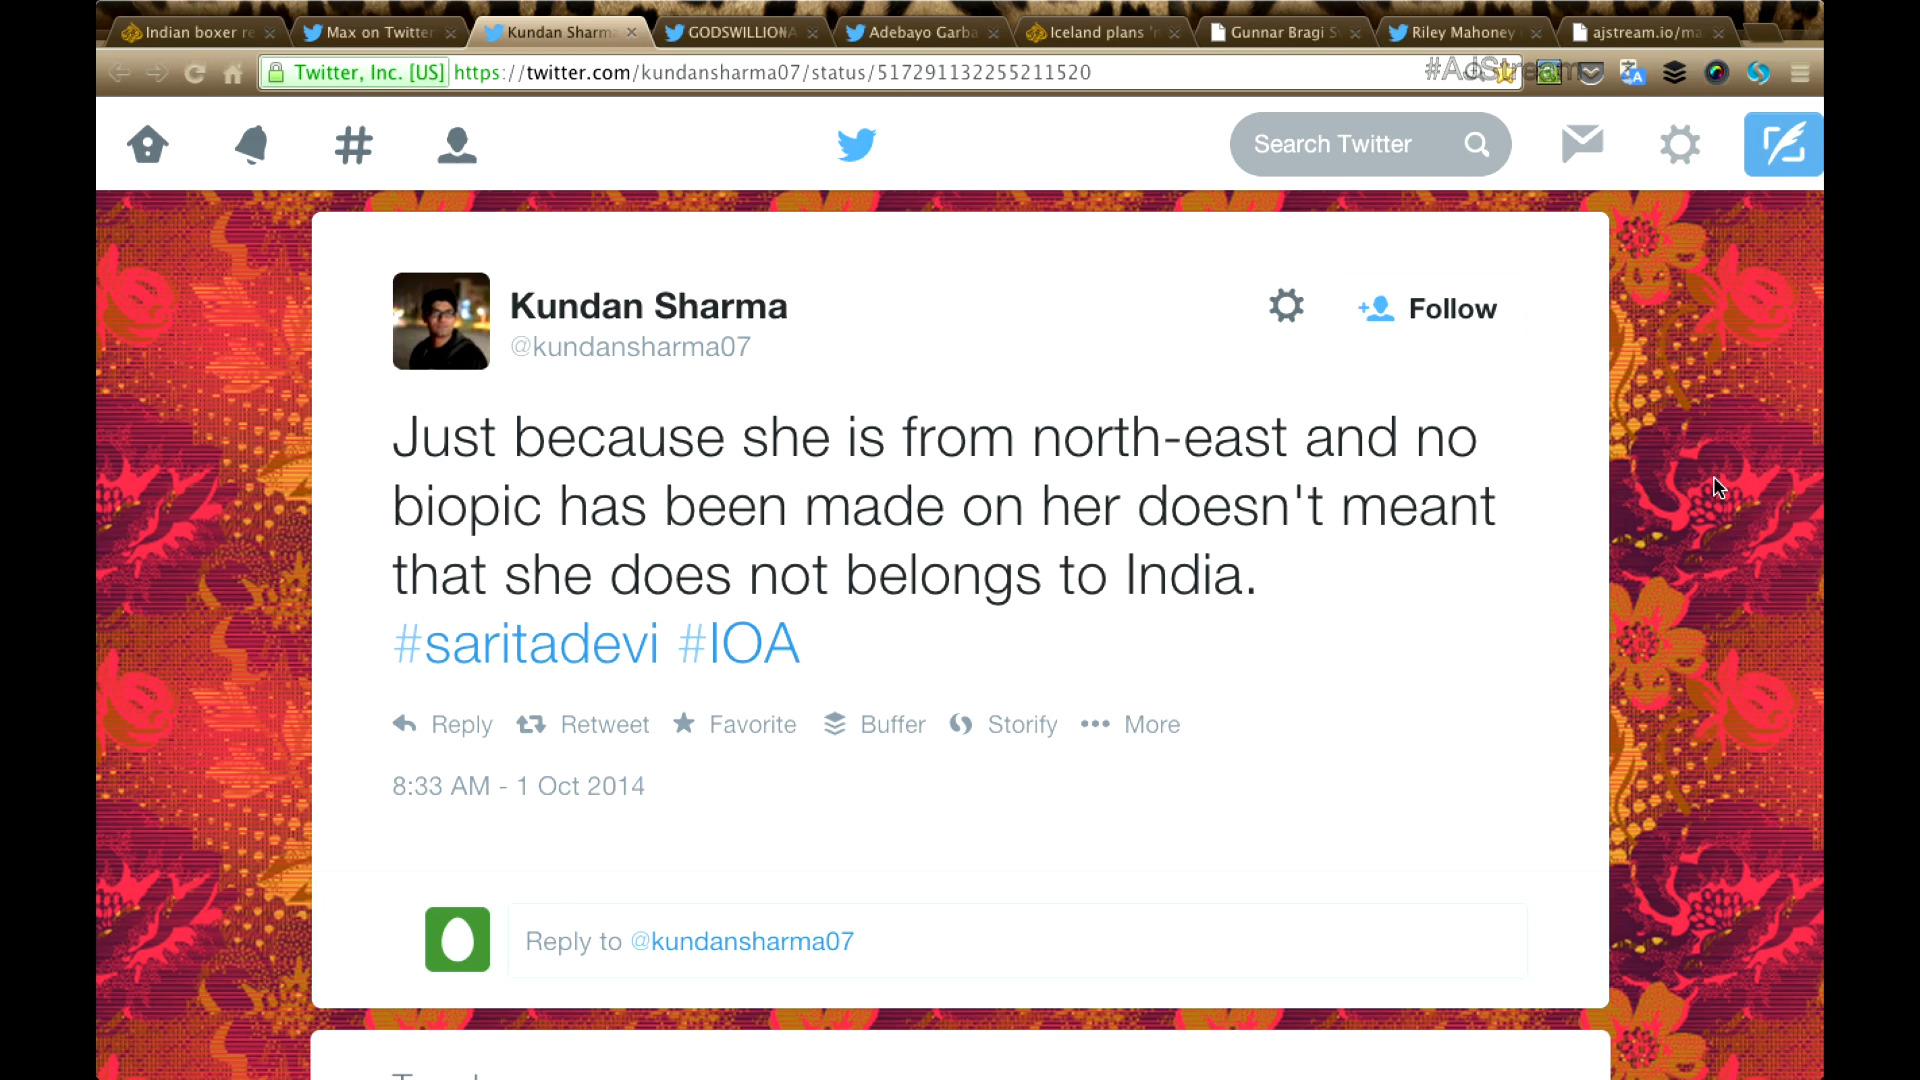 Indian boxer re
Max on Twitter
Kundan Sharm
GODSWILLIONA
Adebayo Garba
Iceland plans 'n
Gunnar Bragi S
Riley Mahoney
ajstream.io/ma
Twitter, Inc. [US] https://twitter.com/kundansharma07/status/517291132255211520
#AJStream
Search Twitter
Kundan Sharma
@kundansharma07
Follow
Just because she is from north-east and no
biopic has been made on her doesn't meant
that she does not belongs to India.
#saritadevi #IOA
Reply Retweet Favorite Buffer Storify More
8:33 AM - 1 Oct 2014
Reply to @kundansharma07